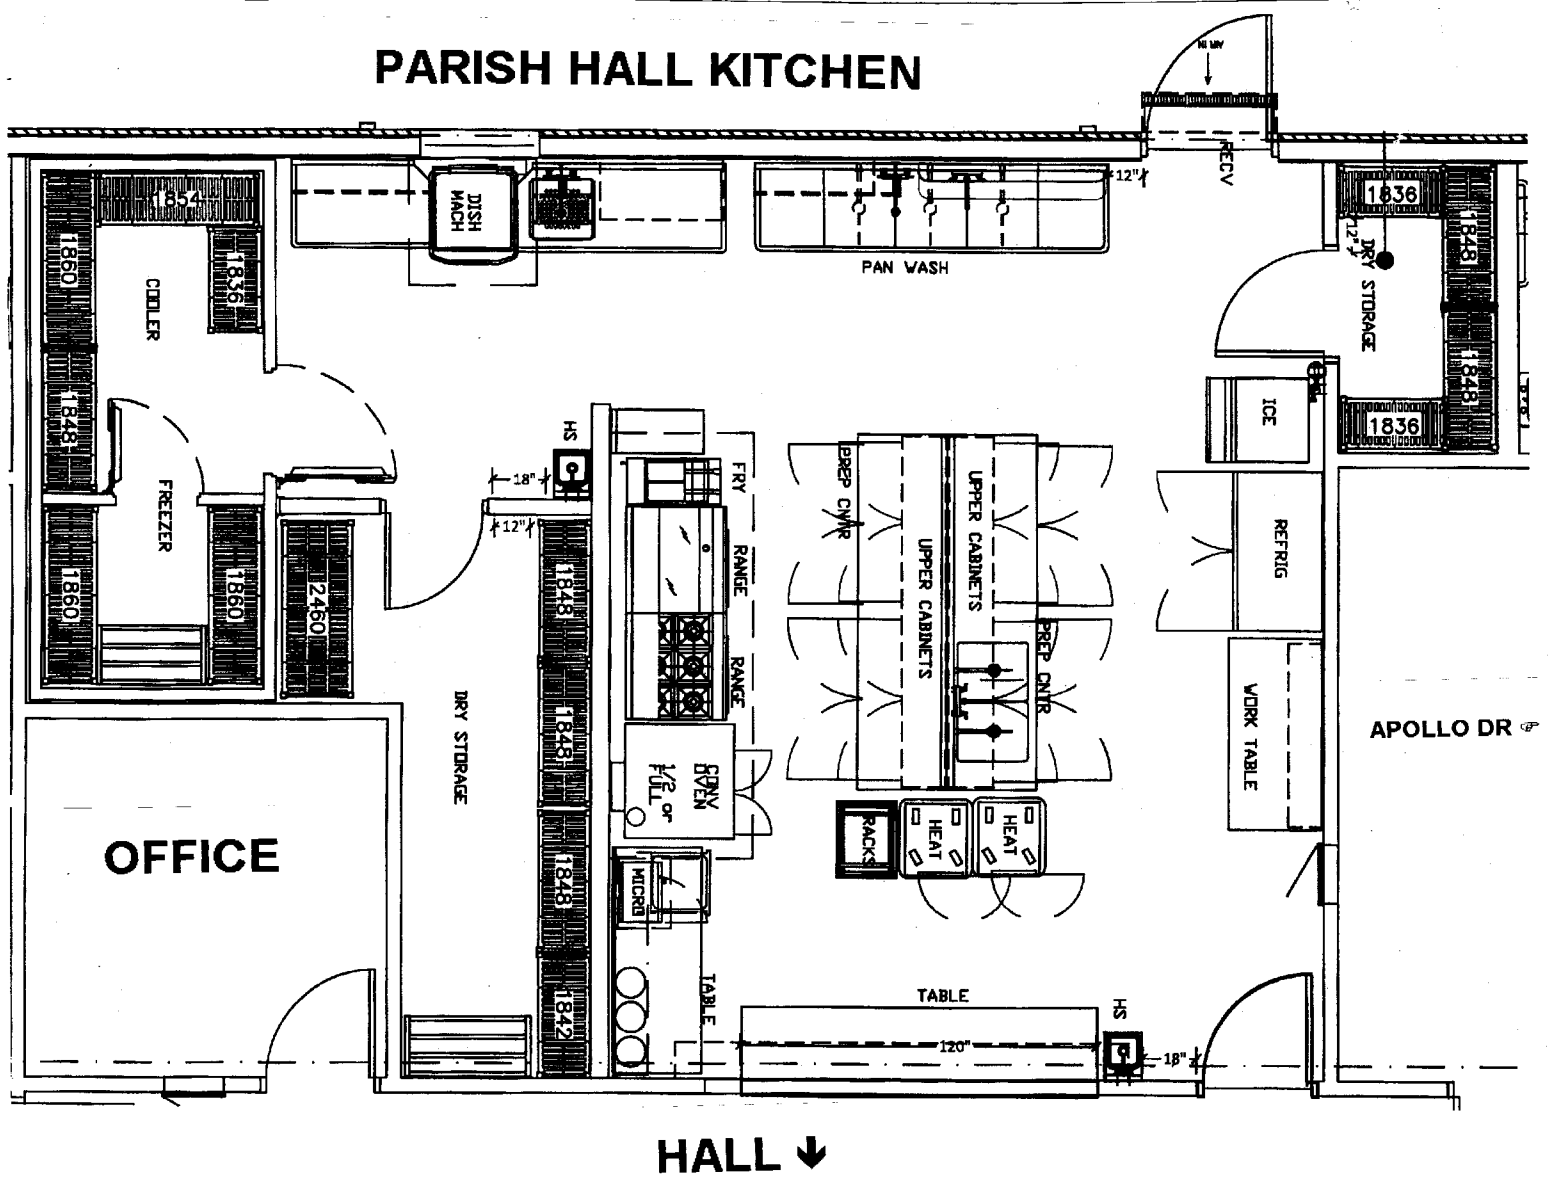 PARISH HALL KITCHEN
AIR IN
RECV
12"
DISH
MACH
PAN WASH
1854
1860
1836
COOLER
1848
FREEZER
1860
1860
1836
1848
12"
DRY STORAGE
1848
1836
ICE
HS
18"
12"
2460
1848
1848
1848
1842
DRY STORAGE
FRY
RANGE
RANGE
CONV
OVEN
1/2 or
FULL
MICRO
TABLE
PREP CNTR
UPPER CABINETS
UPPER CABINETS
PREP CNTR
REFRIG
WORK TABLE
RACKS
HEAT
HEAT
APOLLO DR ☞
OFFICE
TABLE
120"
HS
18"
HALL ↓